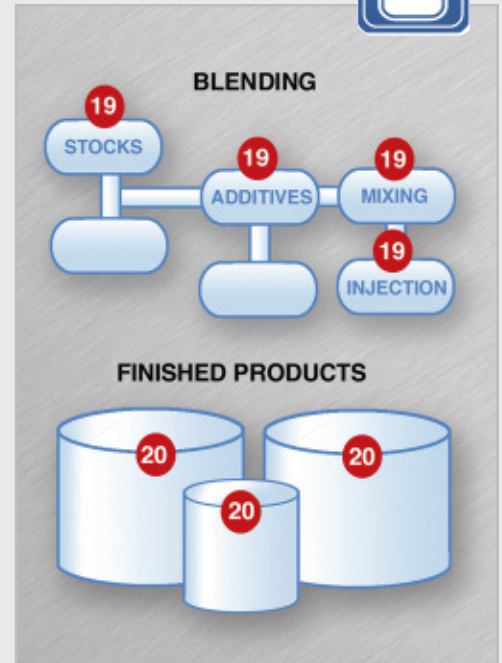 BLENDING
19
STOCKS
19
19
ADDITIVES
MIXING
19
INJECTION
FINISHED PRODUCTS
20
20
20